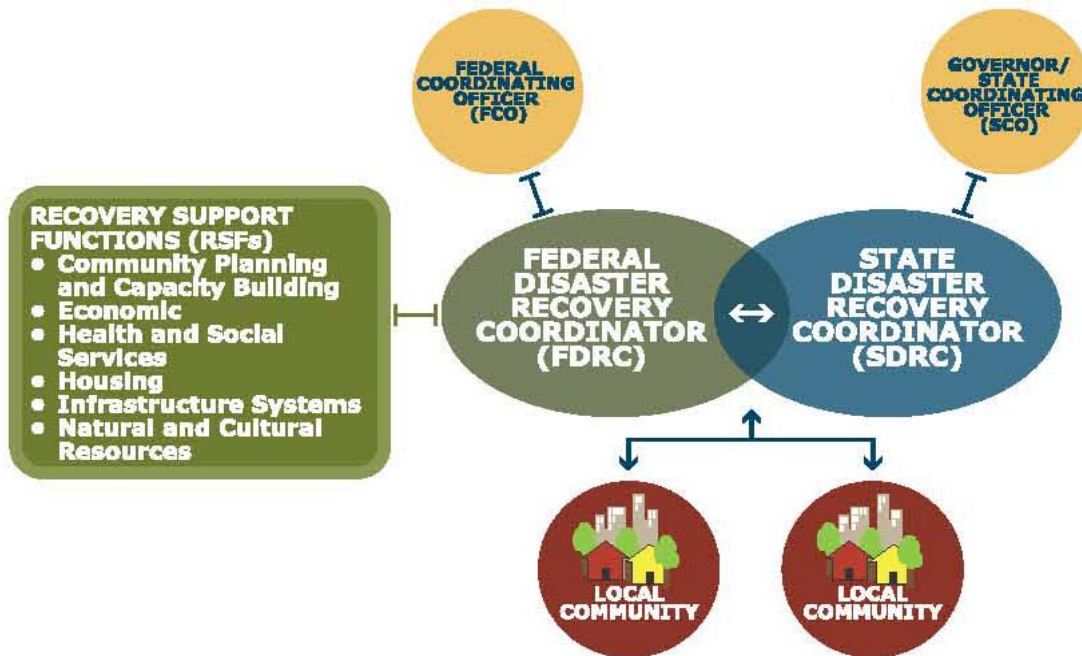 FEDERAL
COORDINATING
OFFICER
(FCO)
GOVERNOR/
STATE
COORDINATING
OFFICER
(SCO)
RECOVERY SUPPORT
FUNCTIONS (RSFs)
• Community Planning
and Capacity Building
• Economic
• Health and Social
Services
• Housing
• Infrastructure Systems
• Natural and Cultural
Resources
FEDERAL
DISASTER
RECOVERY
COORDINATOR
(FDRC)
STATE
DISASTER
RECOVERY
COORDINATOR
(SDRC)
LOCAL
COMMUNITY
LOCAL
COMMUNITY